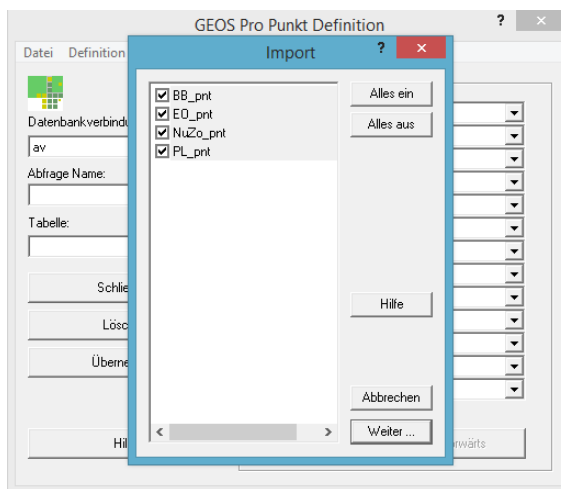 GEOS Pro Punkt Definition
?
×
Datei Definition
Import
?
×
BB_pnt
EO_pnt
NuZo_pnt
PL_pnt
Alles ein
Alles aus
Hilfe
Abbrechen
Weiter ...
Datenbankverbindu
av
Abfrage Name:
Tabelle:
Schlie
Lösc
Überne
Hil
rwärts